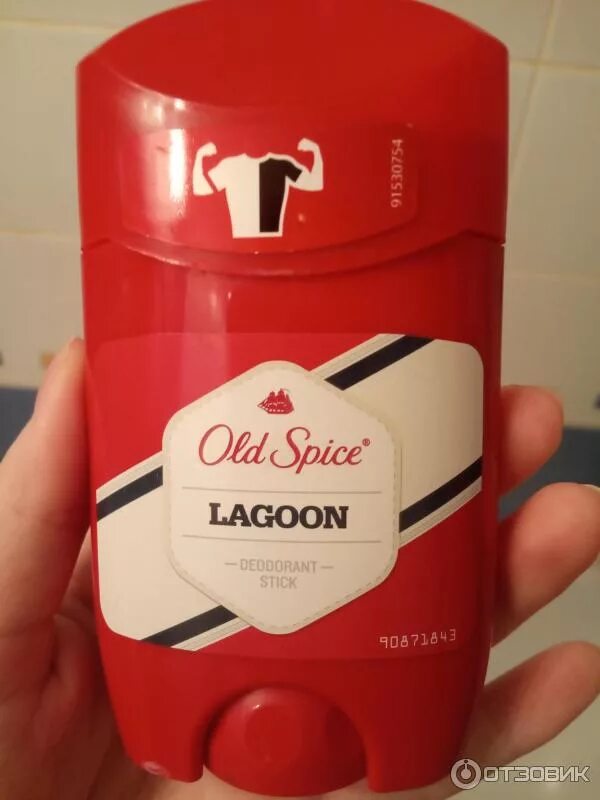 91530754
Old Spice®
LAGOON
— DEODORANT —
STICK
90871843
ОТЗОВИК